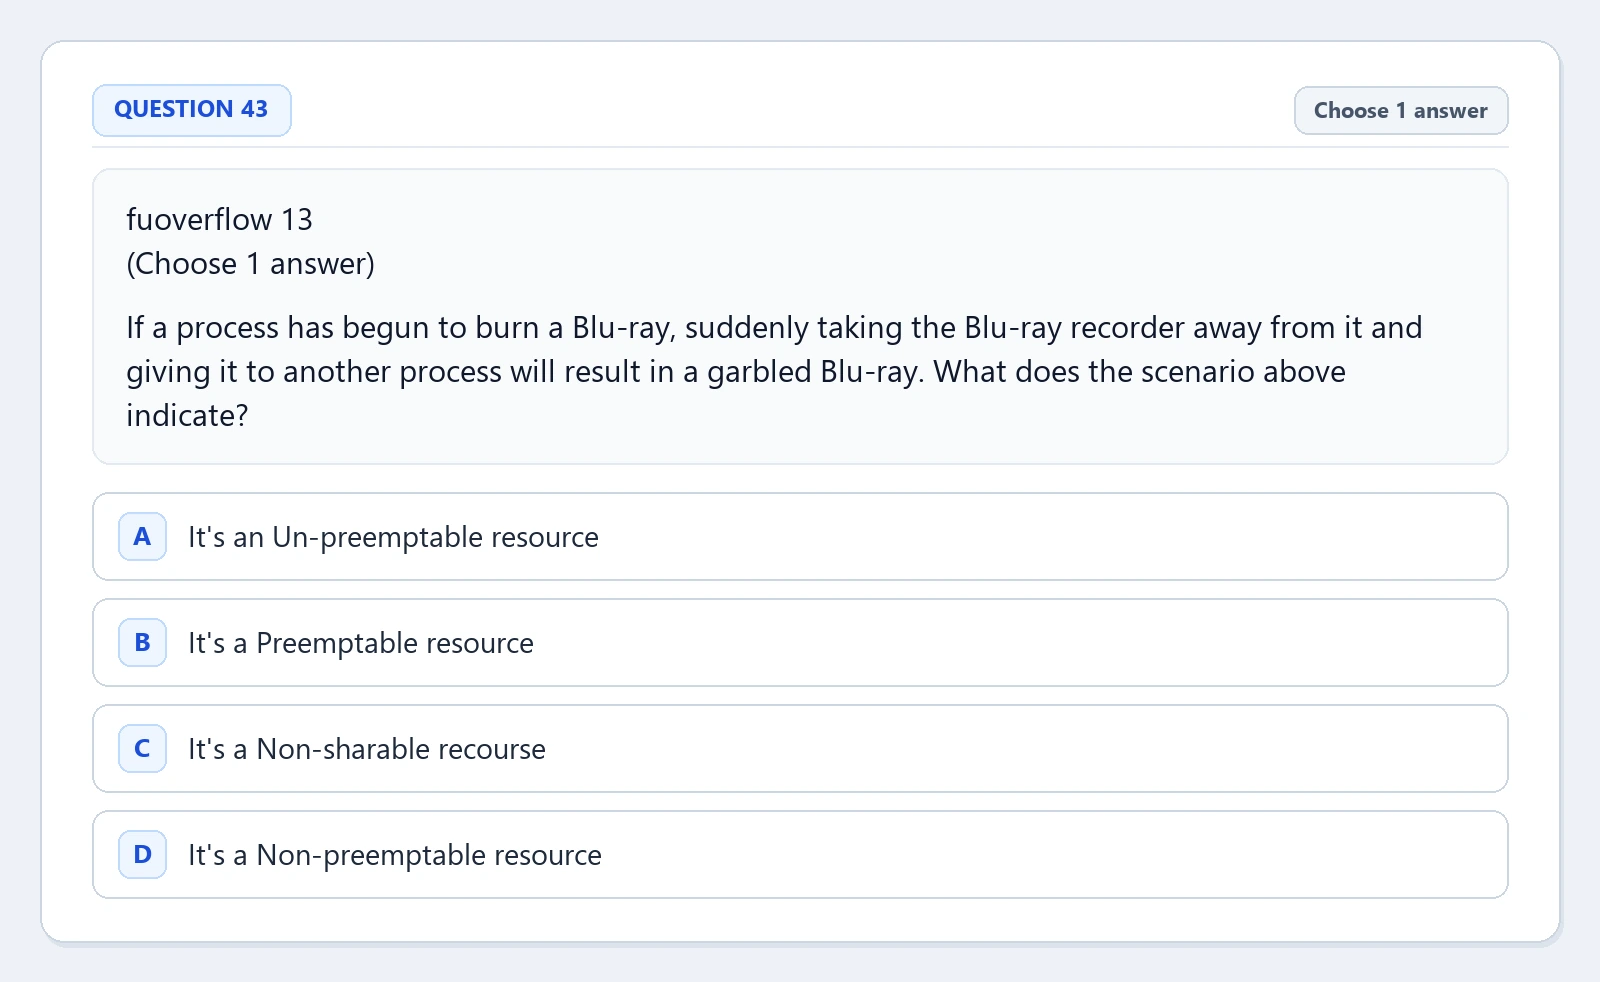 QUESTION 43
Choose 1 answer
fuoverflow 13
(Choose 1 answer)
If a process has begun to burn a Blu-ray, suddenly taking the Blu-ray recorder away from it and
giving it to another process will result in a garbled Blu-ray. What does the scenario above
indicate?
A It's an Un-preemptable resource
B It's a Preemptable resource
C It's a Non-sharable recourse
D It's a Non-preemptable resource